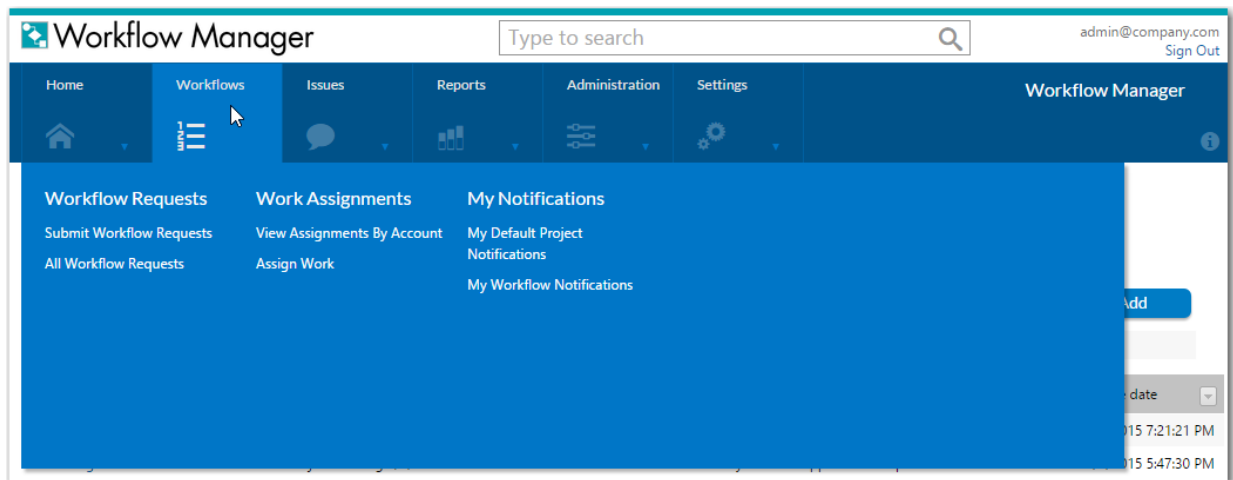 Workflow Manager
Type to search
admin@company.com
Sign Out
Home
Workflows
Issues
Reports
Administration
Settings
Workflow Manager
Workflow Requests
Submit Workflow Requests
All Workflow Requests
Work Assignments
View Assignments By Account
Assign Work
My Notifications
My Default Project
Notifications
My Workflow Notifications
Add
date
015 7:21:21 PM
015 5:47:30 PM